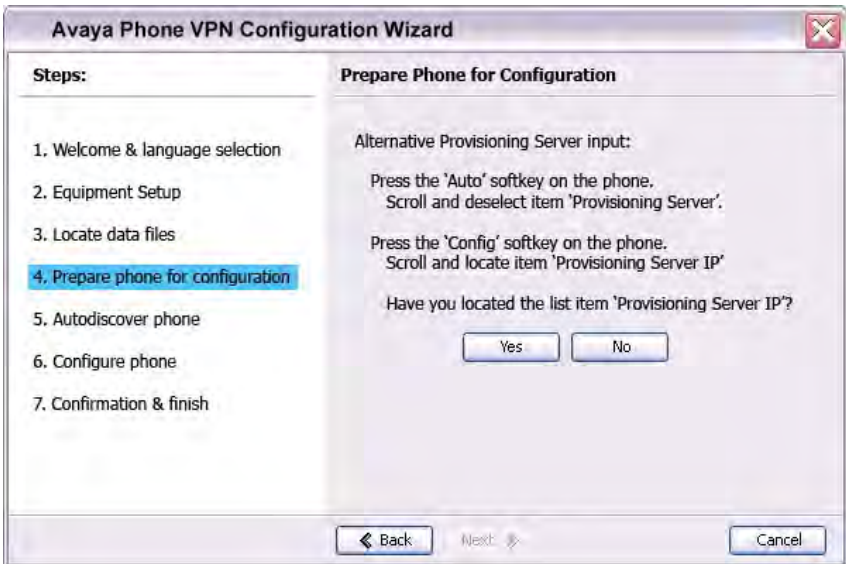 Avaya Phone VPN Configuration Wizard
Steps:
1. Welcome & language selection
2. Equipment Setup
3. Locate data files
4. Prepare phone for configuration
5. Autodiscover phone
6. Configure phone
7. Confirmation & finish
Prepare Phone for Configuration
Alternative Provisioning Server input:
Press the 'Auto' softkey on the phone.
Scroll and deselect item 'Provisioning Server'.
Press the 'Config' softkey on the phone.
Scroll and locate item 'Provisioning Server IP'
Have you located the list item 'Provisioning Server IP'?
Yes No
Back Next Cancel